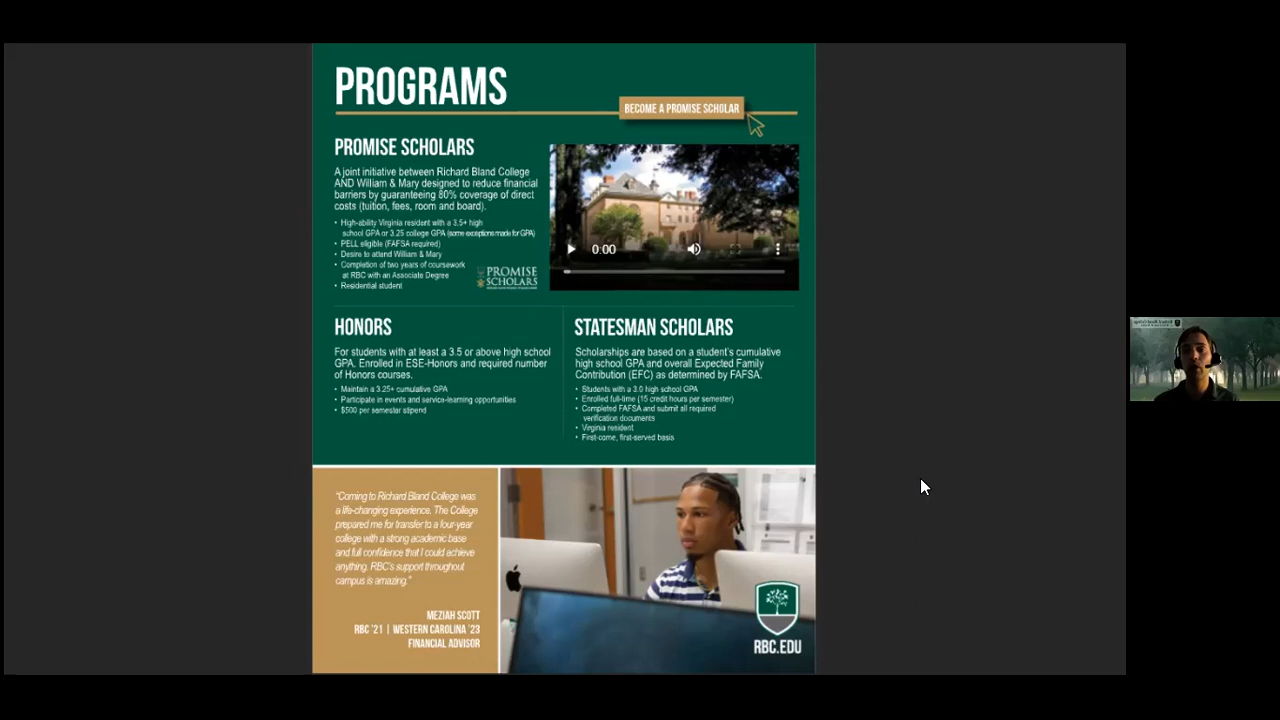 PROGRAMS
BECOME A PROMISE SCHOLAR
PROMISE SCHOLARS
A joint initiative between Richard Bland College
AND William & Mary designed to reduce financial
barriers by guaranteeing 80% coverage of direct
costs (tuition, fees, room and board).
• High-ability Virginia resident with a 3.5+ high
school GPA or 3.25 college GPA (some exceptions made for GPA)
• PELL eligible (FAFSA required)
• Desire to attend William & Mary
• Completion of two years of coursework
at RBC with an Associate Degree
• Residential student
PROMISE
SCHOLARS
0:00
HONORS
For students with at least a 3.5 or above high school
GPA. Enrolled in ESE-Honors and required number
of Honors courses.
• Maintain a 3.25+ cumulative GPA
• Participate in events and service-learning opportunities
• $500 per semester stipend
STATESMAN SCHOLARS
Scholarships are based on a student's cumulative
high school GPA and overall Expected Family
Contribution (EFC) as determined by FAFSA.
• Students with a 3.0 high school GPA
• Enrolled full-time (15 credit hours per semester)
• Completed FAFSA and submit all required
verification documents
• Virginia resident
• First-come, first-served basis
"Coming to Richard Bland College was
a life-changing experience. The College
prepared me for transfer to a four-year
college with a strong academic base
and full confidence that I could achieve
anything. RBC's support throughout
campus is amazing."
MEZIAH SCOTT
RBC '21 | WESTERN CAROLINA '23
FINANCIAL ADVISOR
RBC.EDU